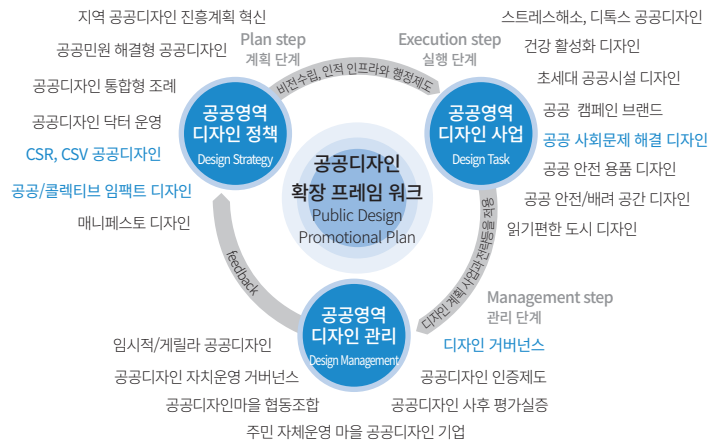 지역 공공디자인 진흥계획 혁신
공공민원 해결형 공공디자인
공공디자인 통합형 조례
공공디자인 닥터 운영
CSR, CSV 공공디자인
공공/콜렉티브 임팩트 디자인
매니페스토 디자인
Plan step
계획 단계
공공영역
디자인 정책
Design Strategy
비전수립, 인적 인프라와 행정제도
Execution step
실행 단계
공공영역
디자인 사업
Design Task
스트레스해소, 디톡스 공공디자인
건강 활성화 디자인
초세대 공공시설 디자인
공공 캠페인 브랜드
공공 사회문제 해결 디자인
공공 안전 용품 디자인
공공 안전/배려 공간 디자인
읽기편한 도시 디자인
공공디자인
확장 프레임 워크
Public Design
Promotional Plan
디자인 계획 사업과 전략등을 적용
feedback
Management step
관리 단계
공공영역
디자인 관리
Design Management
임시적/게릴라 공공디자인
공공디자인 자치운영 거버넌스
공공디자인마을 협동조합
주민 자체운영 마을 공공디자인 기업
디자인 거버넌스
공공디자인 인증제도
공공디자인 사후 평가실증